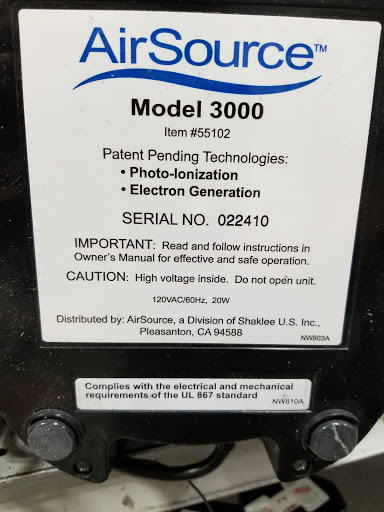 AirSource™
Model 3000
Item #55102
Patent Pending Technologies:
• Photo-Ionization
• Electron Generation
SERIAL NO. 022410
IMPORTANT: Read and follow instructions in
Owner's Manual for effective and safe operation.
CAUTION: High voltage inside. Do not open unit.
120VAC/60Hz, 20W
Distributed by: AirSource, a Division of Shaklee U.S. Inc.,
Pleasanton, CA 94588
NW803A
Complies with the electrical and mechanical
requirements of the UL 867 standard
NW810A